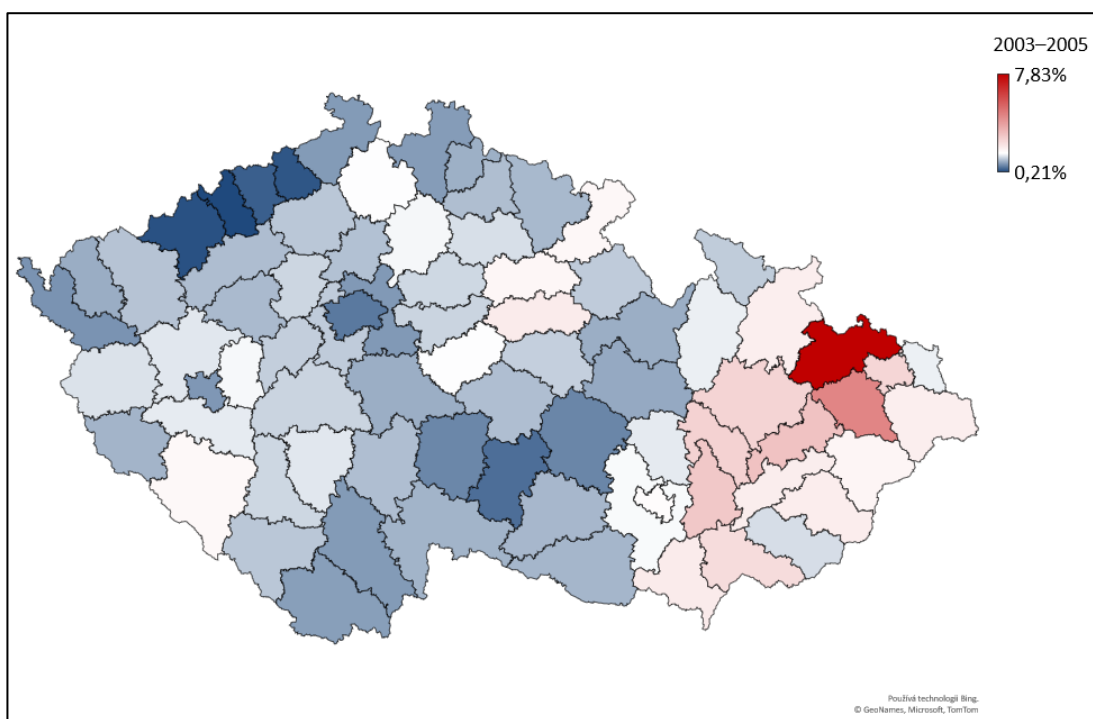 2003–2005
7,83%
0,21%
Používá technologii Bing.
© GeoNames, Microsoft, TomTom